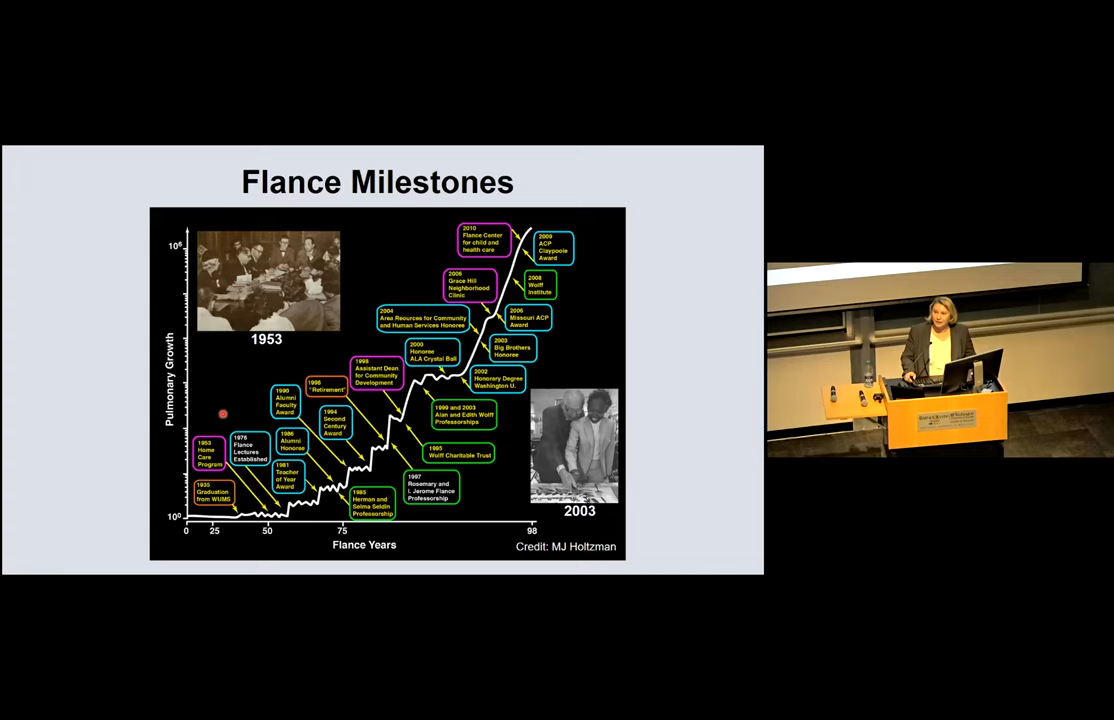 Flance Milestones
Pulmonary Growth
10⁶
10⁰
1953
2010
Flance Center
for child and
health care
2009
ACP
Claypoole
Award
2006
Grace Hill
Neighborhood
Clinic
2008
Wolff
Institute
2004
Area Reources for Community
and Human Services Honoree
2006
Missouri ACP
Award
2003
Big Brothers
Honoree
2000
Honoree
ALA Crystal Ball
2002
Honorary Degree
Washington U.
1998
Assistant Dean
for Community
Development
1998
"Retirement"
1990
Alumni
Faculty
Award
1994
Second
Century
Award
1999 and 2003
Alan and Edith Wolff
Professorships
1953
Home
Care
Program
1976
Flance
Lectures
Established
1986
Alumni
Honoree
1995
Wolff Charitable Trust
1981
Teacher
of Year
Award
1997
Rosemary and
I. Jerome Flance
Professorship
1935
Graduation
from WUMS
1985
Herman and
Selma Seldin
Professorship
2003
0 25 50 75 98
Flance Years
Credit: MJ Holtzman